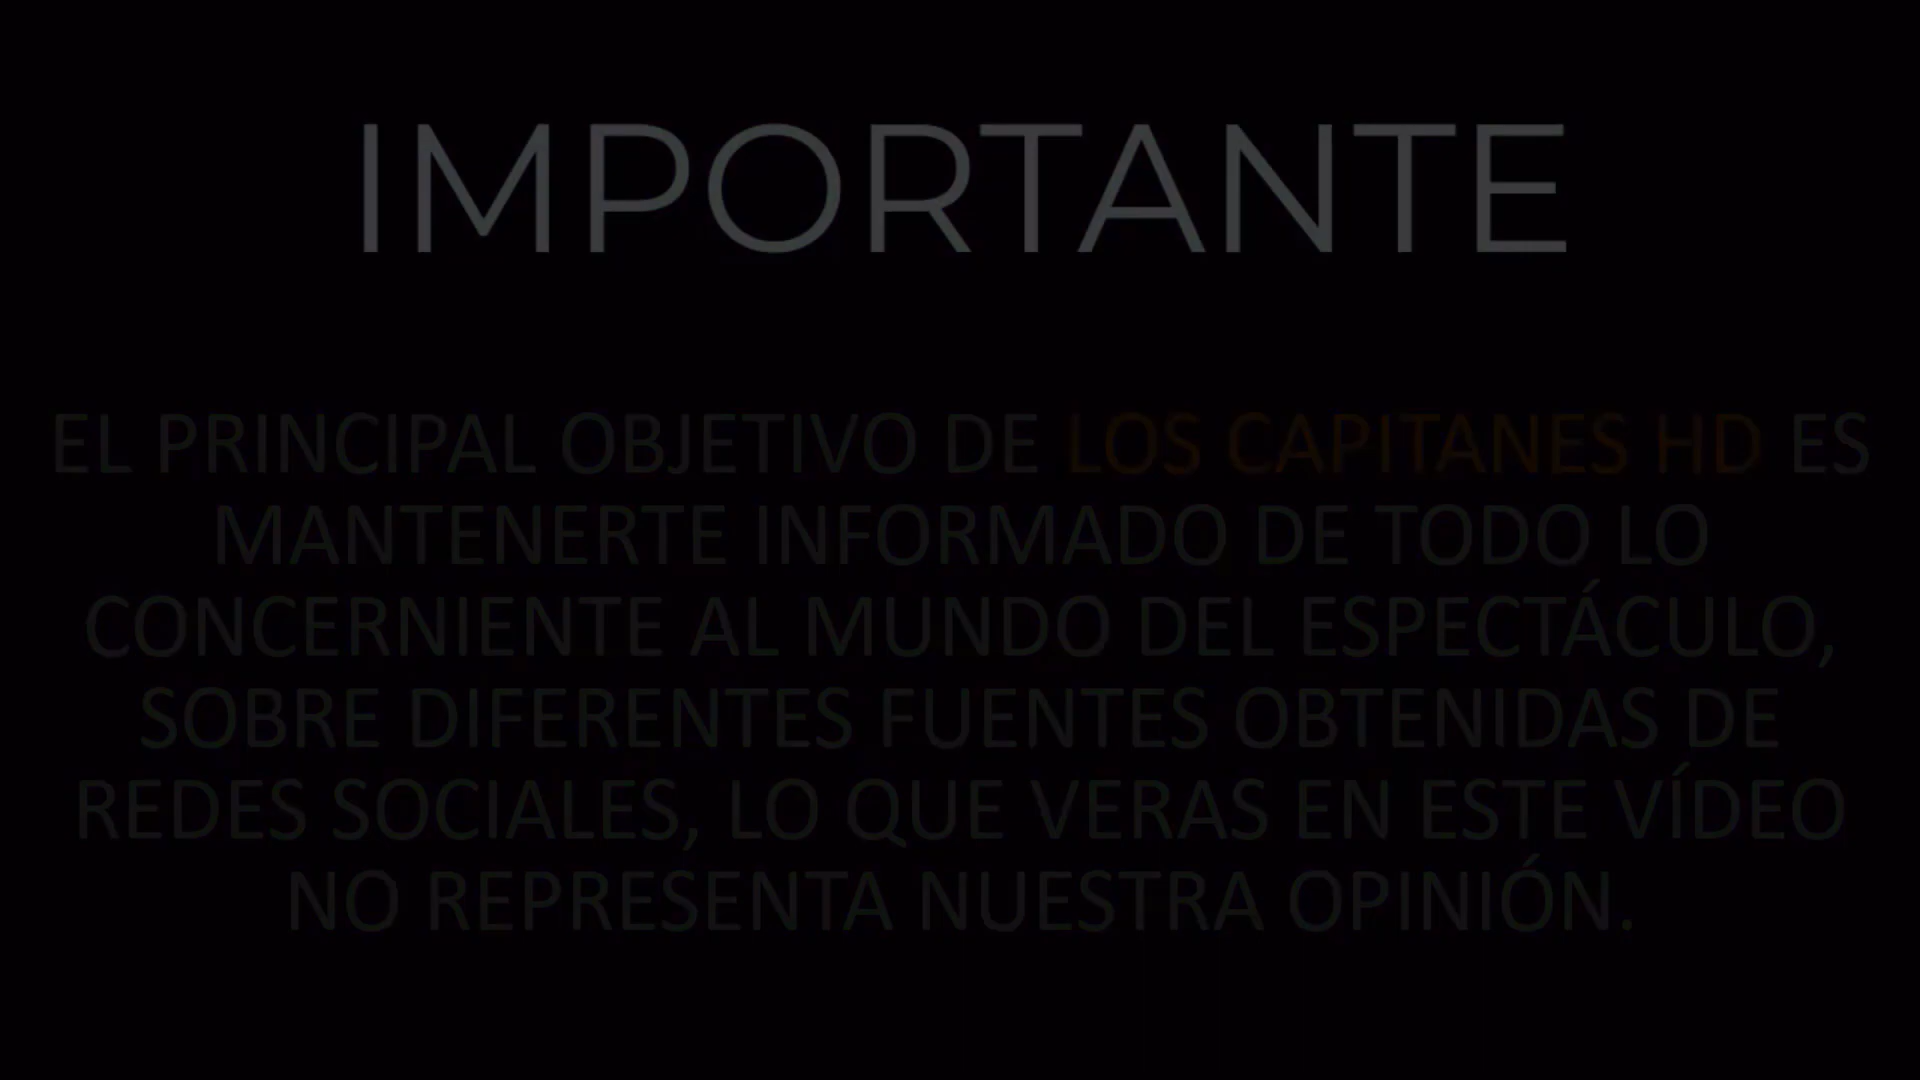 IMPORTANTE
EL PRINCIPAL OBJETIVO DE LOS CAPITANES HD ES
MANTENERTE INFORMADO DE TODO LO
CONCERNIENTE AL MUNDO DEL ESPECTÁCULO,
SOBRE DIFERENTES FUENTES OBTENIDAS DE
REDES SOCIALES, LO QUE VERAS EN ESTE VÍDEO
NO REPRESENTA NUESTRA OPINIÓN.